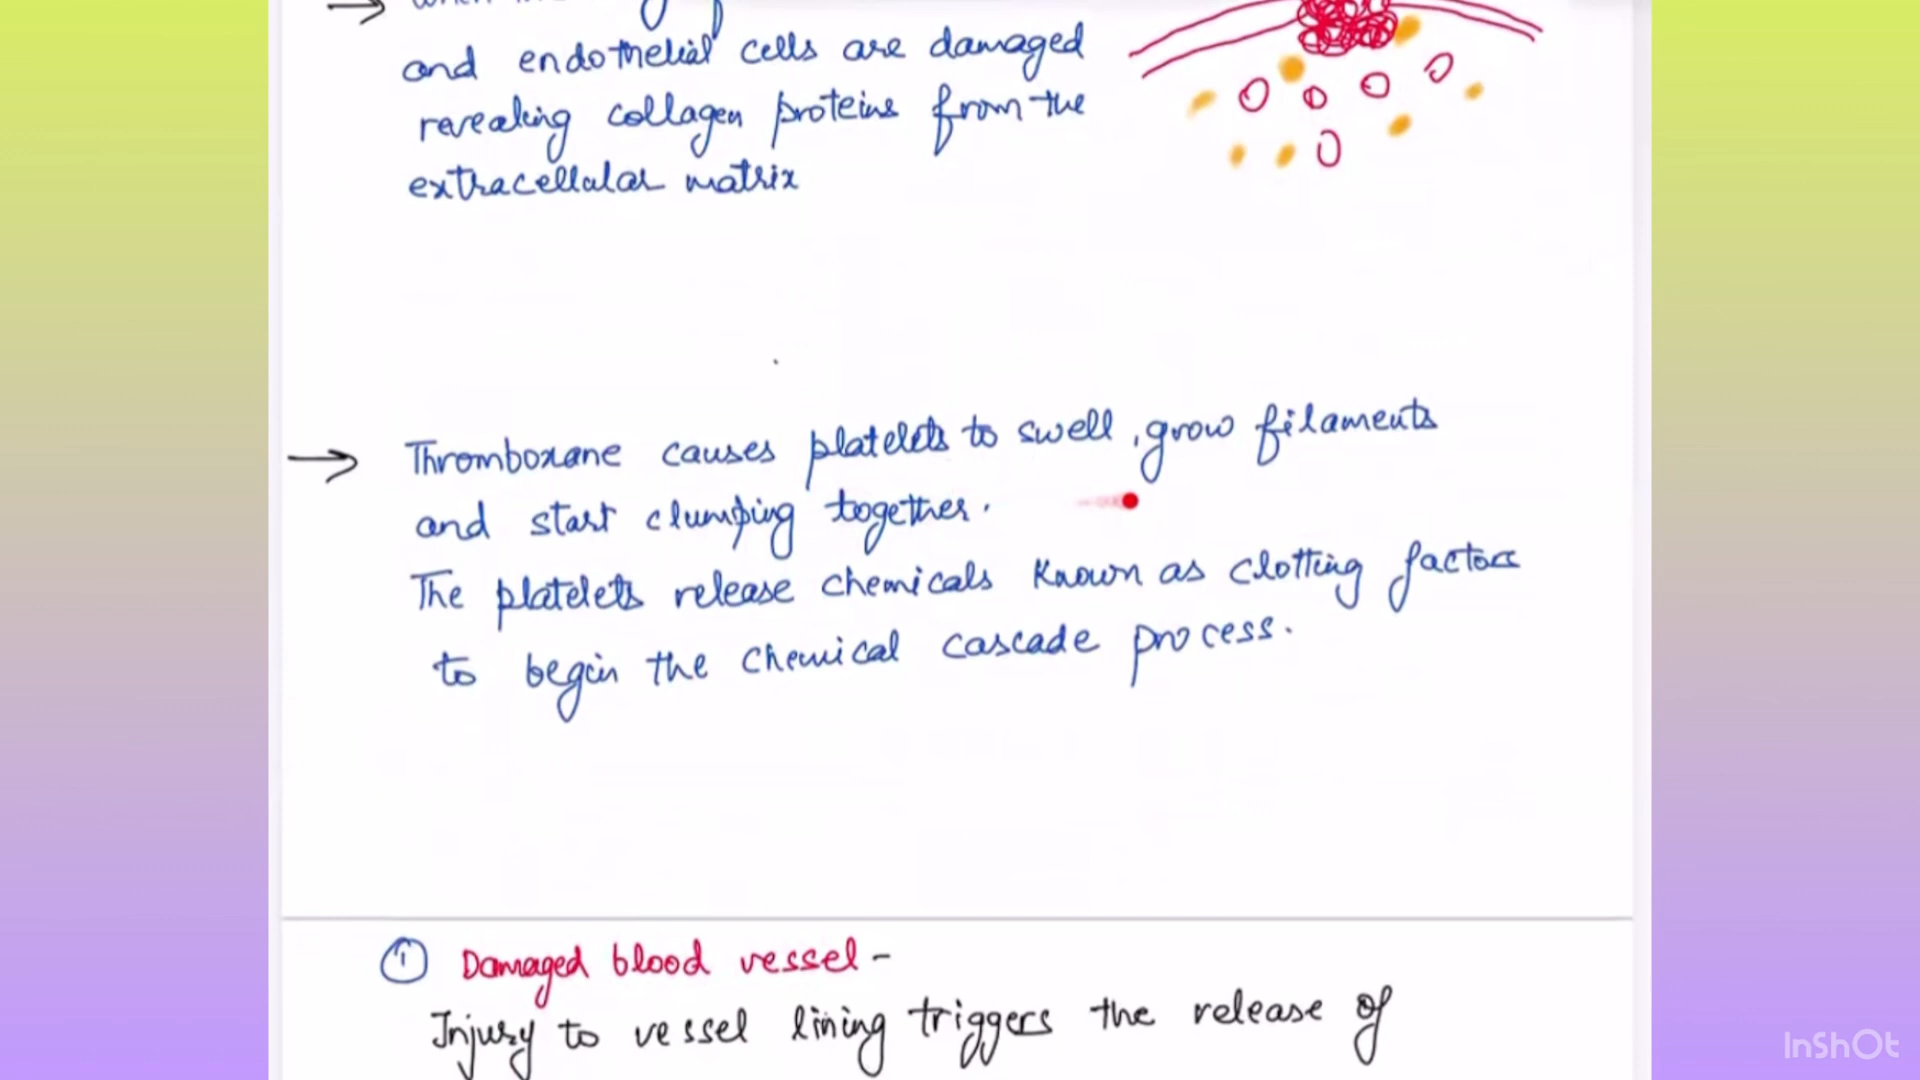 and endothelial cells are damaged
revealing collagen proteins from the
extracellular matrix
→ Thromboxane causes platelets to swell, grow filaments
and start clumping together.
The platelets release chemicals known as clotting factors
to begin the chemical cascade process.
① Damaged blood vessel -
Injury to vessel lining triggers the release of
InShOt